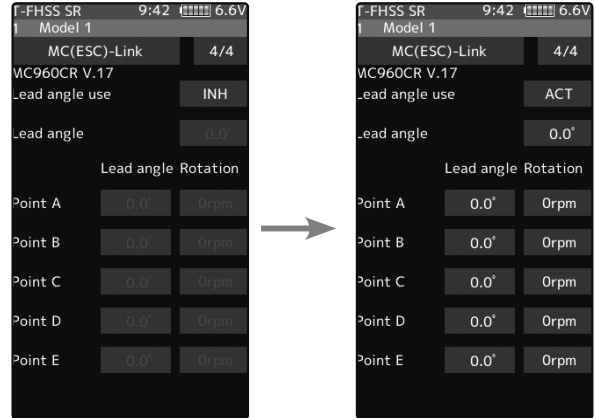 T-FHSS SR 9:42 6.6V
1 Model 1
MC(ESC)-Link 4/4
MC960CR V.17
Lead angle use INH
Lead angle 0.0°
Lead angle Rotation
Point A 0.0° 0rpm
Point B 0.0° 0rpm
Point C 0.0° 0rpm
Point D 0.0° 0rpm
Point E 0.0° 0rpm
T-FHSS SR 9:42 6.6V
1 Model 1
MC(ESC)-Link 4/4
MC960CR V.17
Lead angle use ACT
Lead angle 0.0°
Lead angle Rotation
Point A 0.0° 0rpm
Point B 0.0° 0rpm
Point C 0.0° 0rpm
Point D 0.0° 0rpm
Point E 0.0° 0rpm